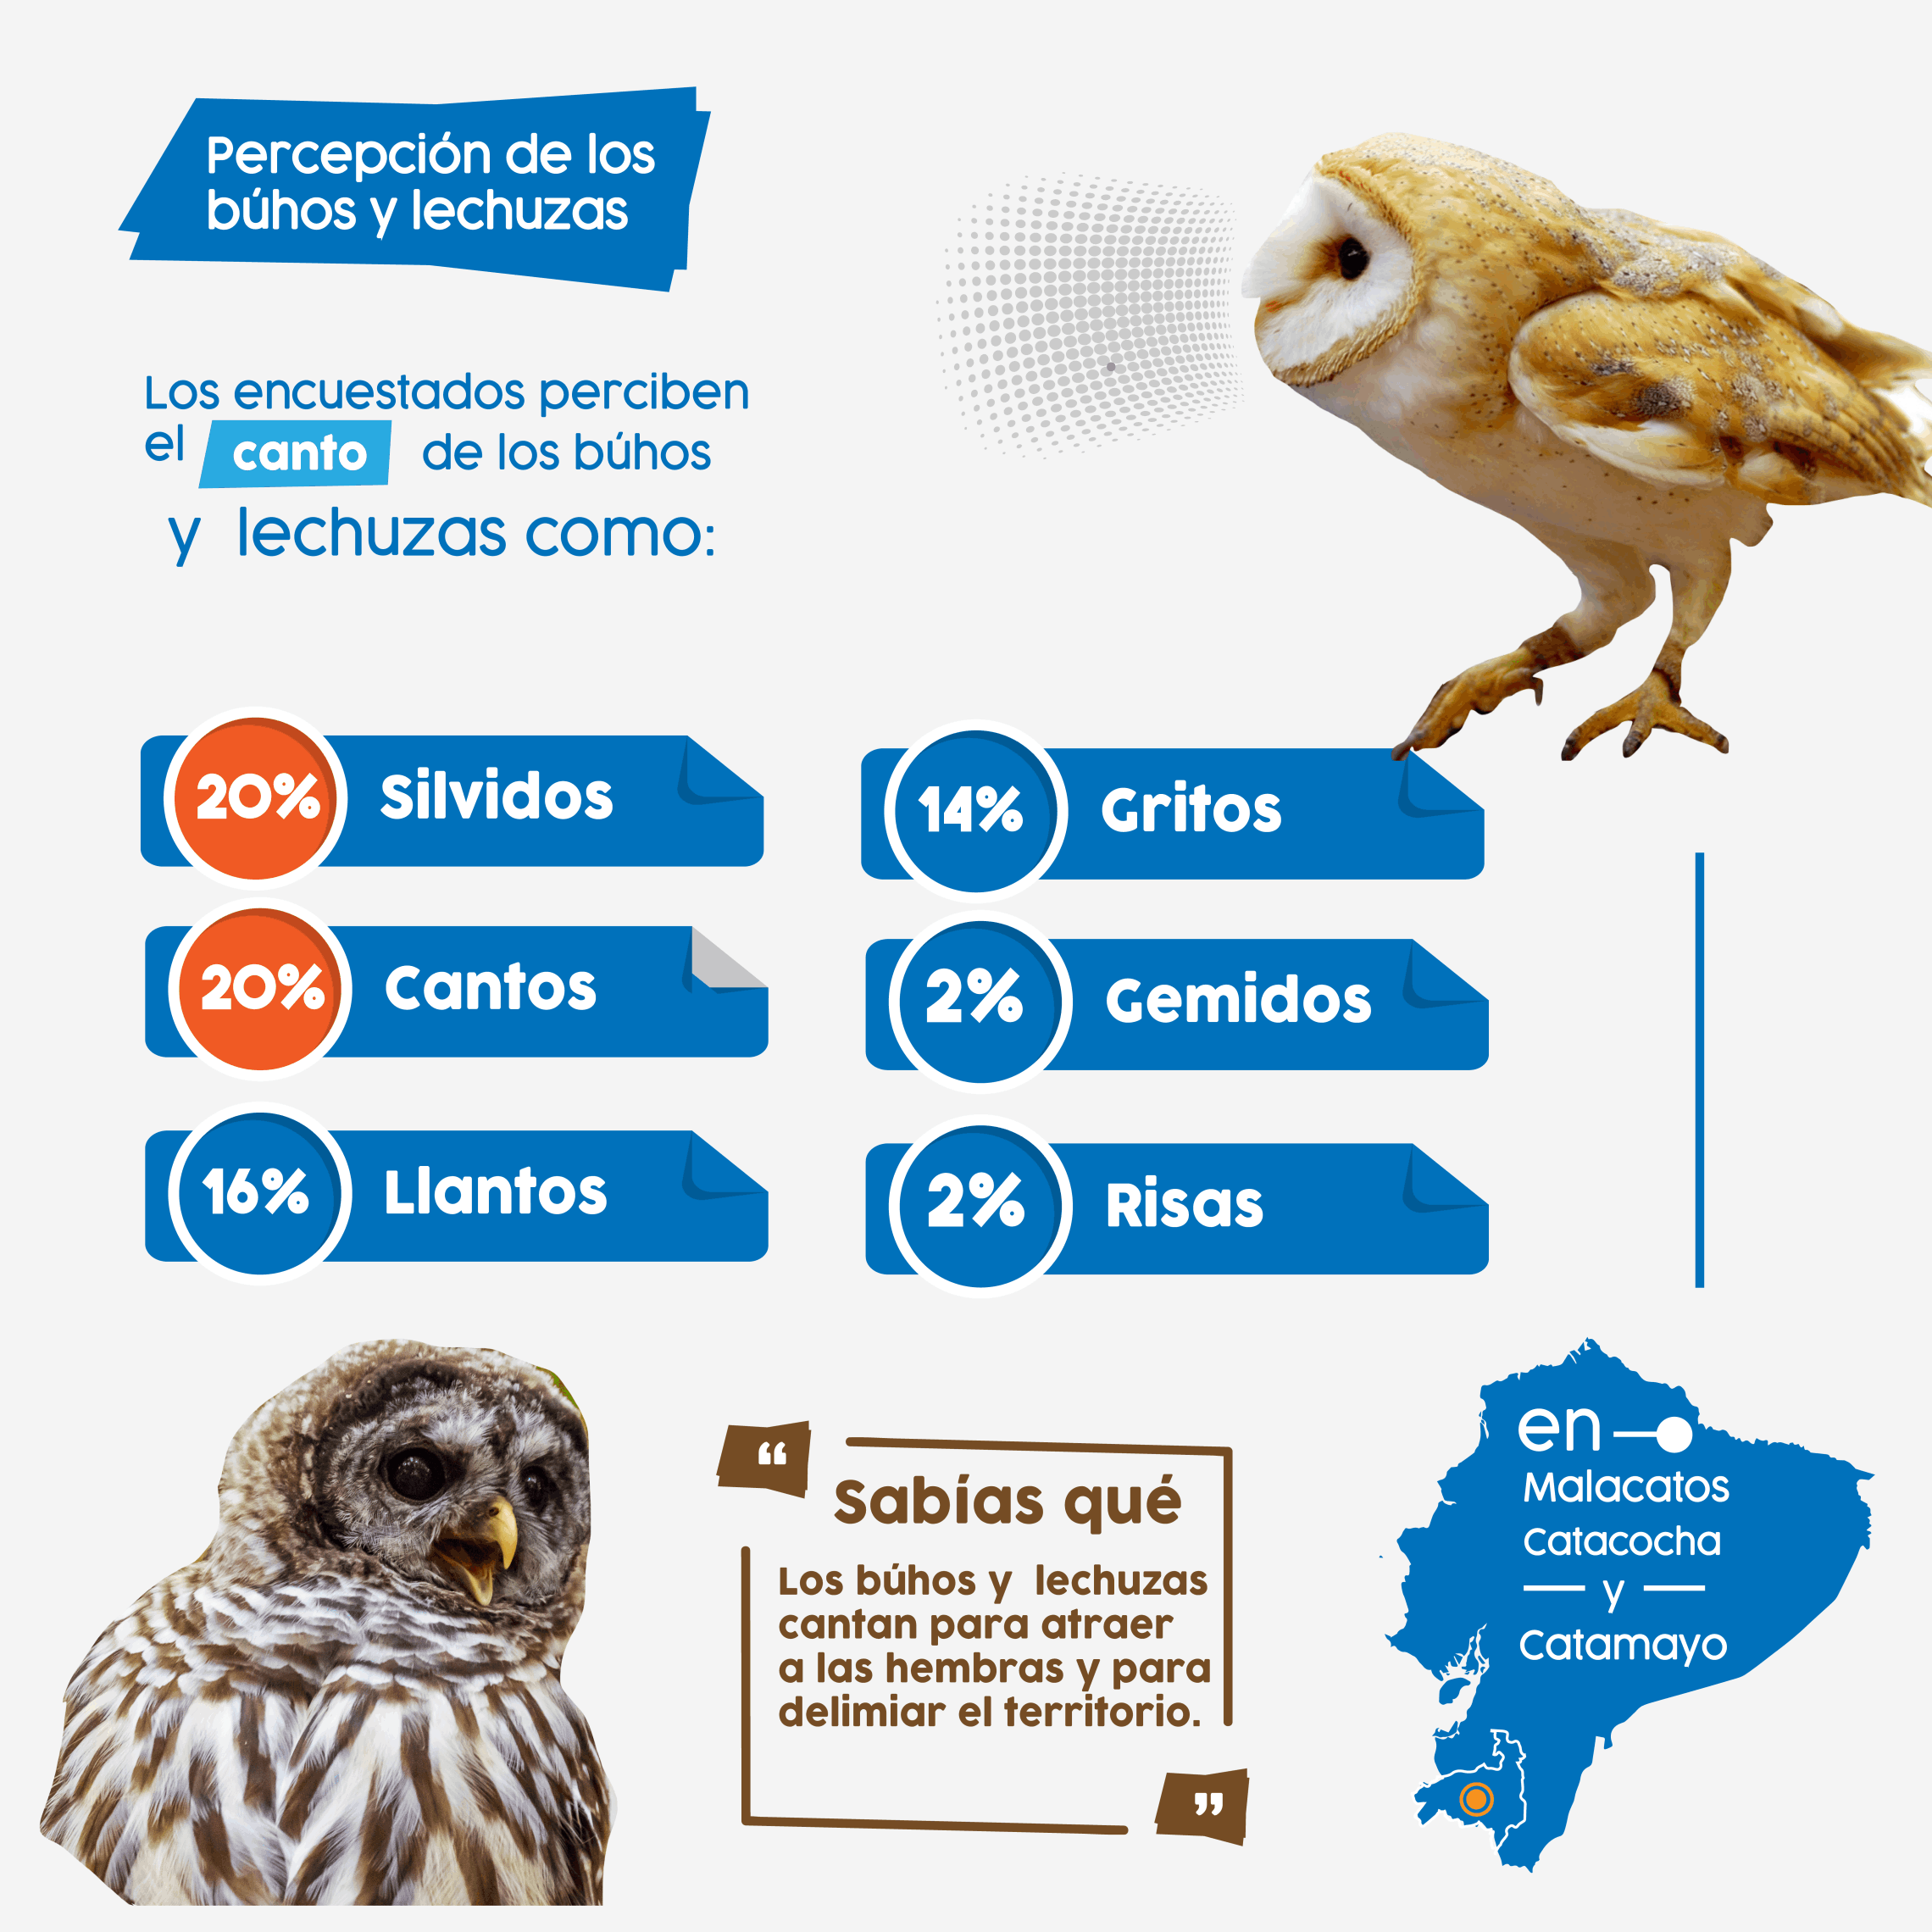 Percepción de los
búhos y lechuzas
Los encuestados perciben
el canto de los búhos
y lechuzas como:
20% Silvidos
20% Cantos
16% Llantos
14% Gritos
2% Gemidos
2% Risas
“
Sabías qué
Los búhos y lechuzas
cantan para atraer
a las hembras y para
delimiar el territorio.
”
en
Malacatos
Catacocha
y
Catamayo